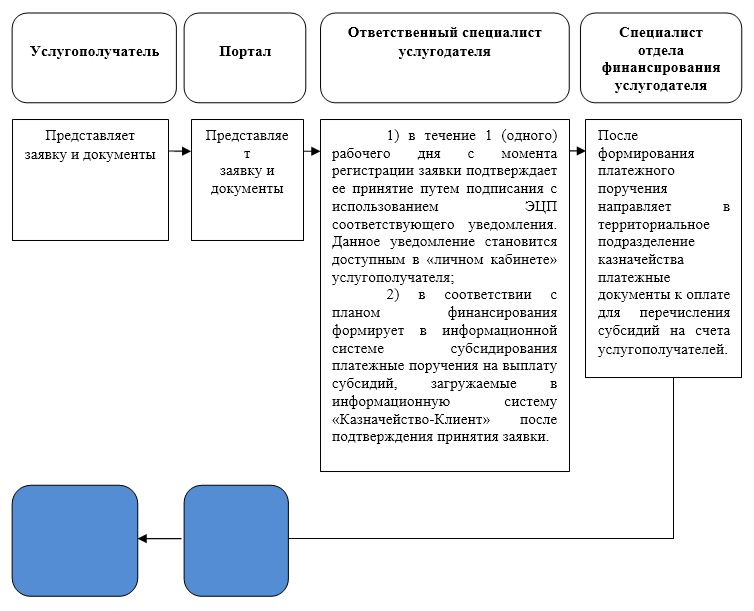 Услугополучатель
Портал
Ответственный специалист
услугодателя
Специалист
отдела
финансирования
услугодателя
Представляет
заявку и документы
Представляе
т
заявку и
документы
1) в течение 1 (одного)
рабочего дня с момента
регистрации заявки подтверждает
ее принятие путем подписания с
использованием ЭЦП
соответствующего уведомления.
Данное уведомление становится
доступным в «личном кабинете»
услугополучателя;
2) в соответствии с
планом финансирования
формирует в информационной
системе субсидирования
платежные поручения на выплату
субсидий, загружаемые в
информационную систему
«Казначейство-Клиент» после
подтверждения принятия заявки.
После
формирования
платежного
поручения
направляет в
территориальное
подразделение
казначейства
платежные
документы к оплате
для перечисления
субсидий на счета
услугополучателей.